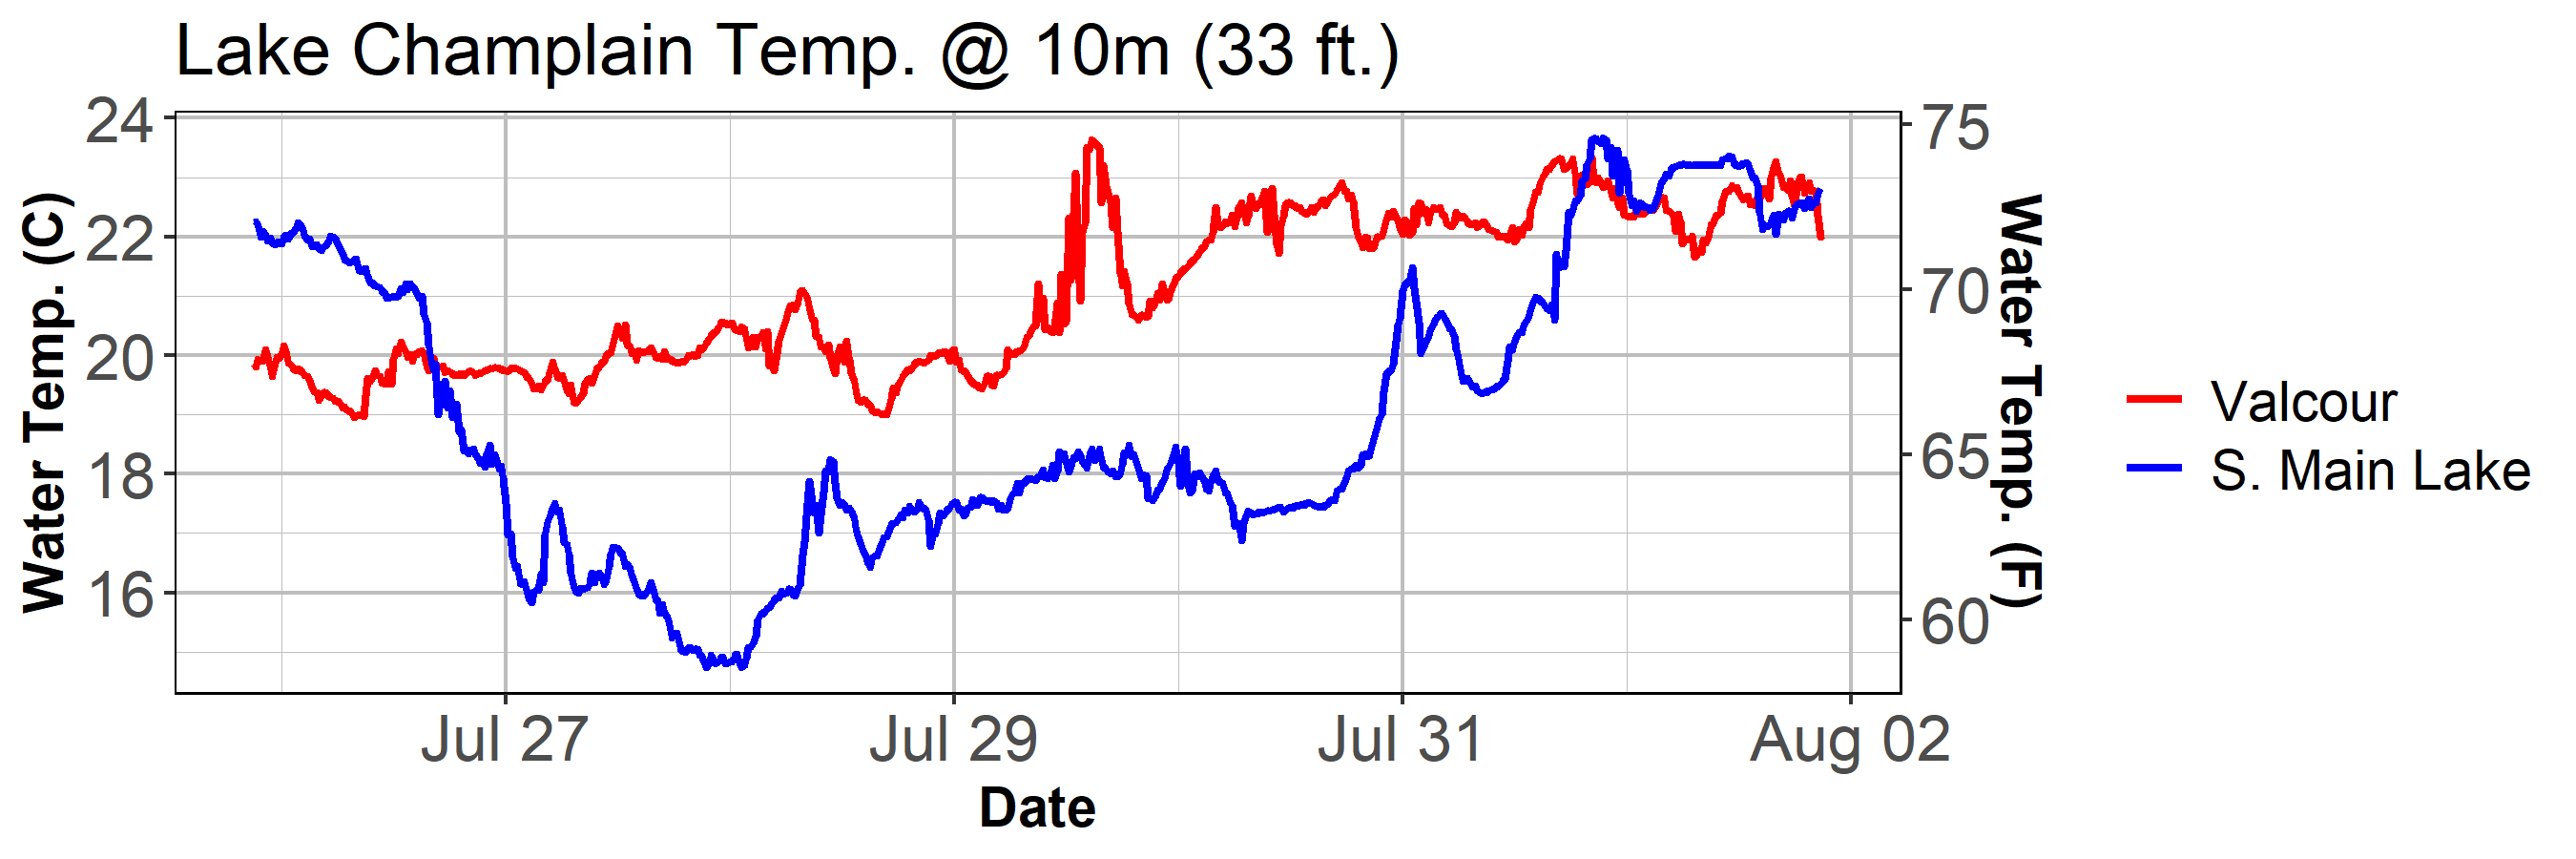 Lake Champlain Temp. @ 10m (33 ft.)
Water Temp. (C)
24
22
20
18
16
75
70
65
60
Water Temp. (F)
Jul 27
Jul 29
Jul 31
Aug 02
Date
Valcour
S. Main Lake